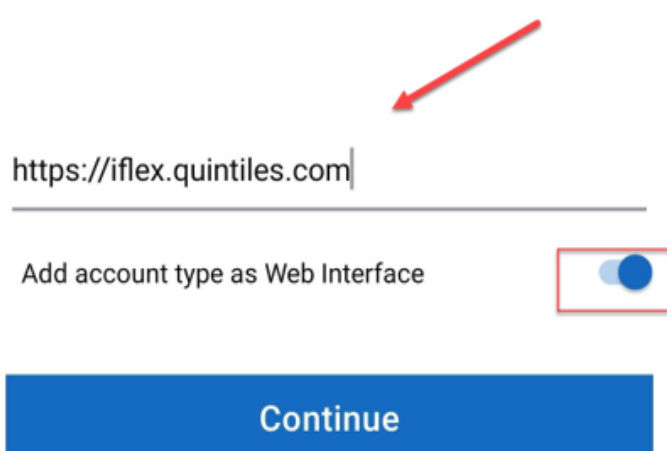 https://iflex.quintiles.com
Add account type as Web Interface
Continue